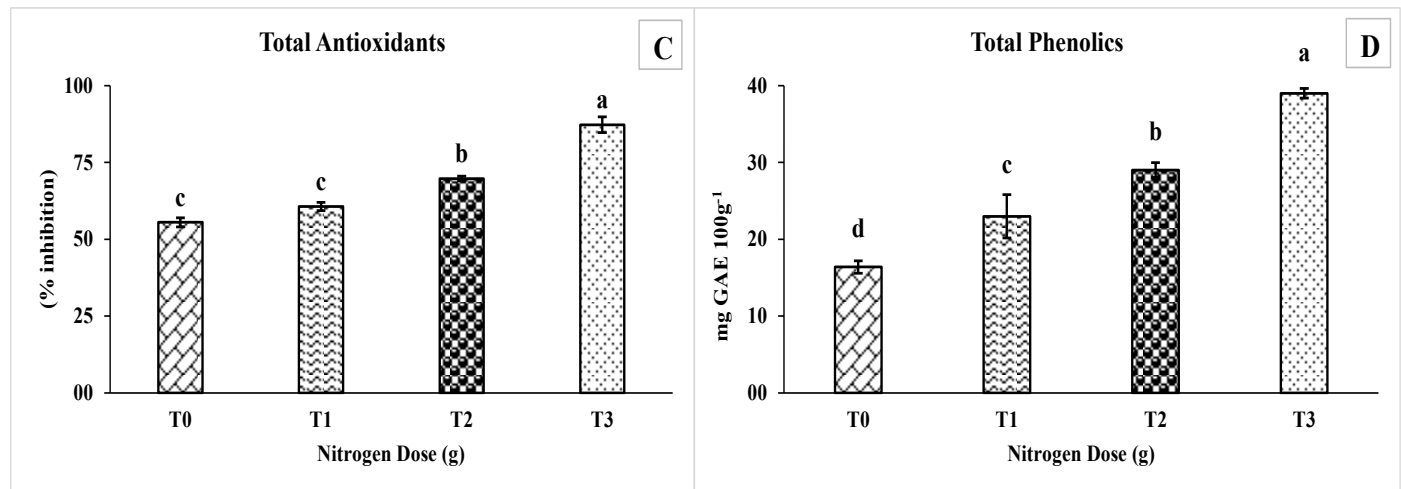 Total Antioxidants
C
100
75
50
25
00
(% inhibition)
c
c
b
a
T0 T1 T2 T3
Nitrogen Dose (g)
Total Phenolics
D
40
30
20
10
00
mg GAE 100g⁻¹
d
c
b
a
T0 T1 T2 T3
Nitrogen Dose (g)